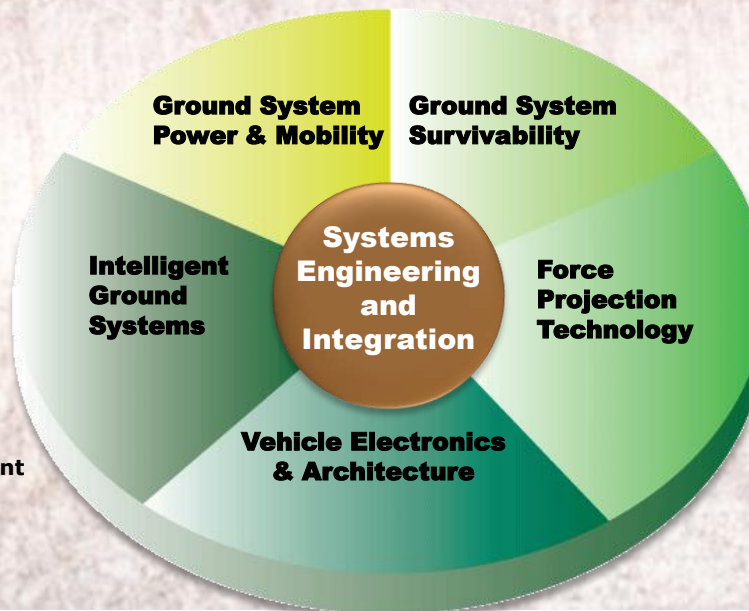 Ground System
Power & Mobility
Ground System
Survivability
Systems
Engineering
and
Integration
Intelligent
Ground
Systems
Force
Projection
Technology
Vehicle Electronics
& Architecture